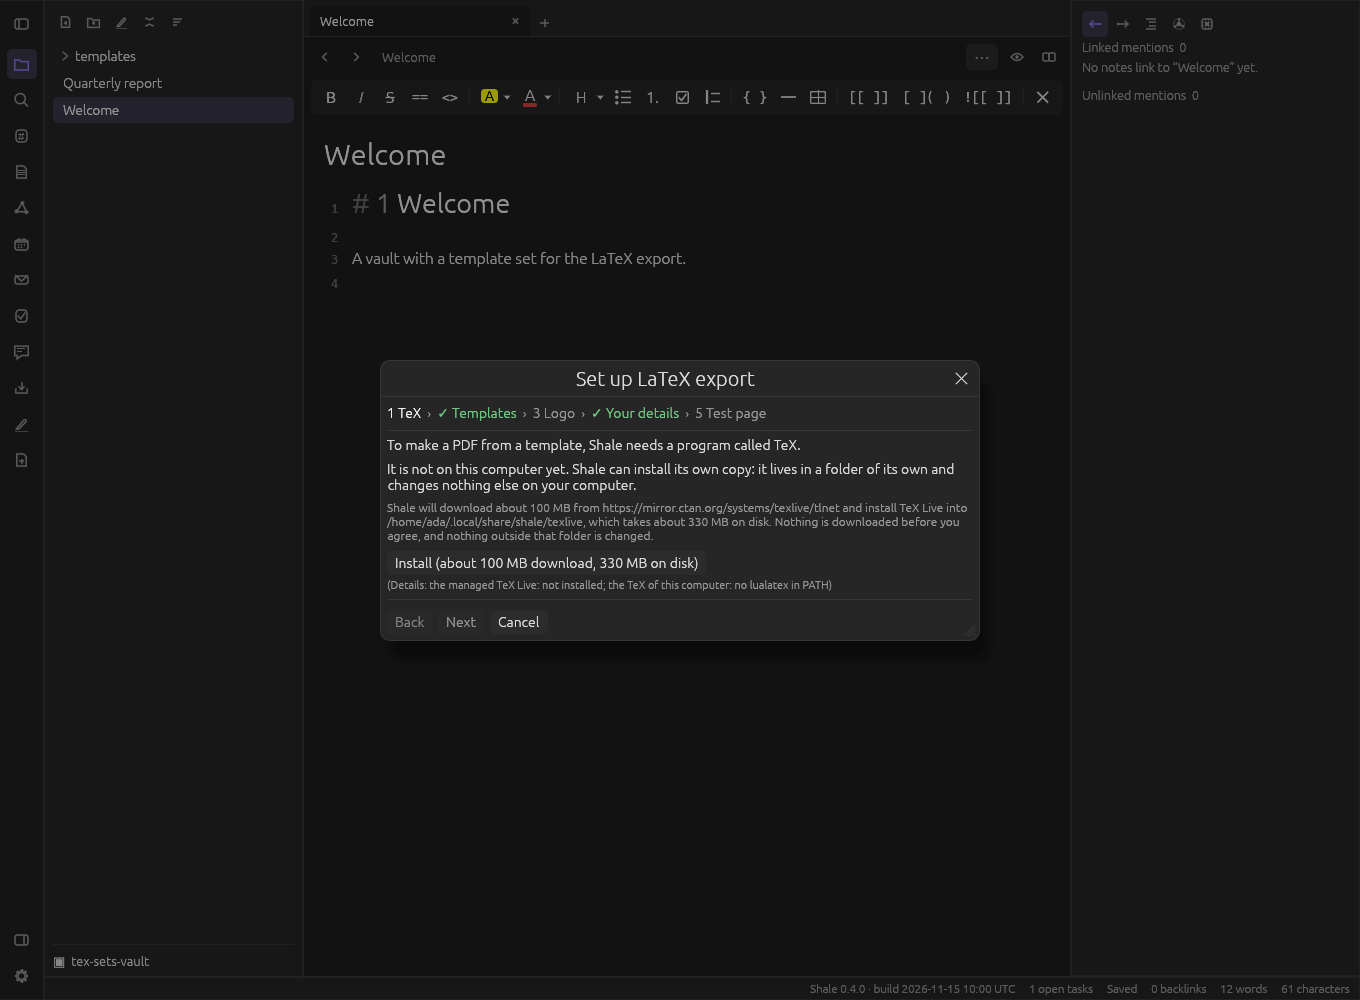 Welcome ×  +
templates
Quarterly report
Welcome
Welcome
B I S == <> A A H 1. { } — [[ ]] [ ]( ) ![[ ]]
Welcome
1 # 1 Welcome
2
3 A vault with a template set for the LaTeX export.
4
Linked mentions 0
No notes link to “Welcome” yet.
Unlinked mentions 0
Set up LaTeX export
1 TeX › ✓ Templates › 3 Logo › ✓ Your details › 5 Test page
To make a PDF from a template, Shale needs a program called TeX.
It is not on this computer yet. Shale can install its own copy: it lives in a folder of its own and
changes nothing else on your computer.
Shale will download about 100 MB from https://mirror.ctan.org/systems/texlive/tlnet and install TeX Live into
/home/ada/.local/share/shale/texlive, which takes about 330 MB on disk. Nothing is downloaded before you
agree, and nothing outside that folder is changed.
Install (about 100 MB download, 330 MB on disk)
(Details: the managed TeX Live: not installed; the TeX of this computer: no lualatex in PATH)
Back Next Cancel
tex-sets-vault
Shale 0.4.0 · build 2026-11-15 10:00 UTC 1 open tasks Saved 0 backlinks 12 words 61 characters